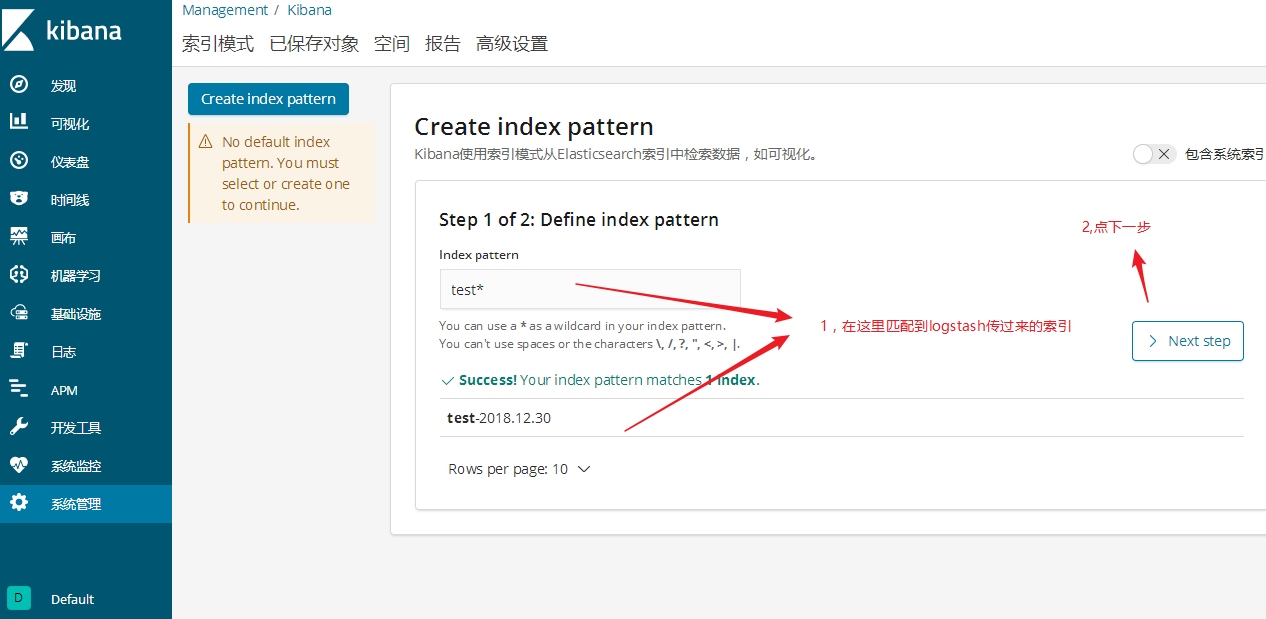 kibana
发现
可视化
仪表盘
时间线
画布
机器学习
基础设施
日志
APM
开发工具
系统监控
系统管理
D
Default
Management / Kibana
索引模式 已保存对象 空间 报告 高级设置
Create index pattern
No default index
pattern. You must
select or create one
to continue.
Create index pattern
Kibana使用索引模式从Elasticsearch索引中检索数据，如可视化。
包含系统索引
Step 1 of 2: Define index pattern
2,点下一步
Index pattern
test*
You can use a * as a wildcard in your index pattern.
You can't use spaces or the characters \, /, ?, ", <, >, |.
1，在这里匹配到logstash传过来的索引
Next step
Success! Your index pattern matches 1 index.
test-2018.12.30
Rows per page: 10